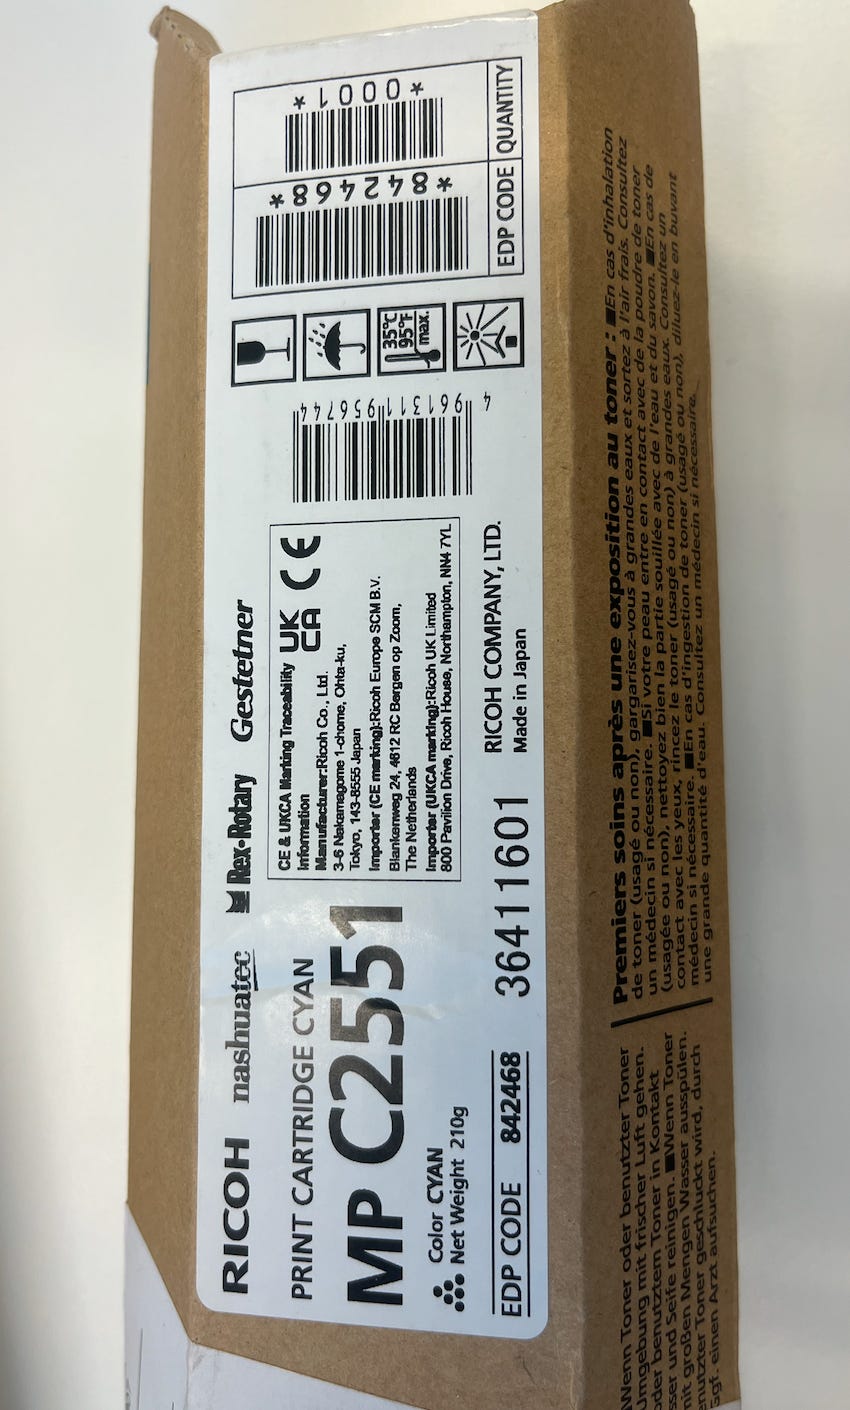 RICOH nashuatec Rex-Rotary Gestetner
PRINT CARTRIDGE CYAN
MP C2551
Color CYAN
Net Weight 210g
EDP CODE 842468
36411601
CE & UKCA Marking Traceability
Information
Manufacturer:Ricoh Co., Ltd.
3-6 Nakamagome 1-chome, Ohta-ku,
Tokyo, 143-8555 Japan
Importer (CE marking):Ricoh Europe SCM B.V.
Blankenweg 24, 4612 RC Bergen op Zoom,
The Netherlands
Importer (UKCA marking):Ricoh UK Limited
800 Pavilion Drive, Ricoh House, Northampton, NN4 7YL
UK
CA
CE
RICOH COMPANY, LTD.
Made in Japan
4 961311 956744
35°C
95°F
max.
*842468*
EDP CODE
*0001*
QUANTITY
Wenn Toner oder benutzter Toner
Umgebung mit frischer Luft gehen.
oder benutztem Toner in Kontakt
sser und Seife reinigen. ■Wenn Toner
mit großen Mengen Wasser ausspülen.
enutzter Toner geschluckt wird, durch
ggf. einen Arzt aufsuchen.
Premiers soins après une exposition au toner : ■En cas d'inhalation
de toner (usagé ou non), gargarisez-vous à grandes eaux et sortez à l'air frais. Consultez
un médecin si nécessaire. ■Si votre peau entre en contact avec de la poudre de toner
(usagée ou non), nettoyez bien la partie souillée avec de l'eau et du savon. ■En cas de
contact avec les yeux, rincez le toner (usagé ou non) à grandes eaux. Consultez un
médecin si nécessaire. ■En cas d'ingestion de toner (usagé ou non), diluez-le en buvant
une grande quantité d'eau. Consultez un médecin si nécessaire.